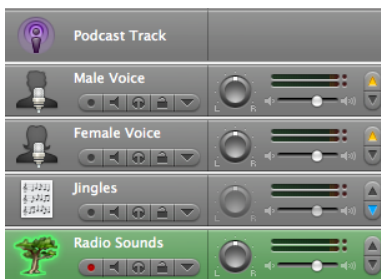 Podcast Track
Male Voice
L R
Female Voice
L R
Jingles
L R
Radio Sounds
L R